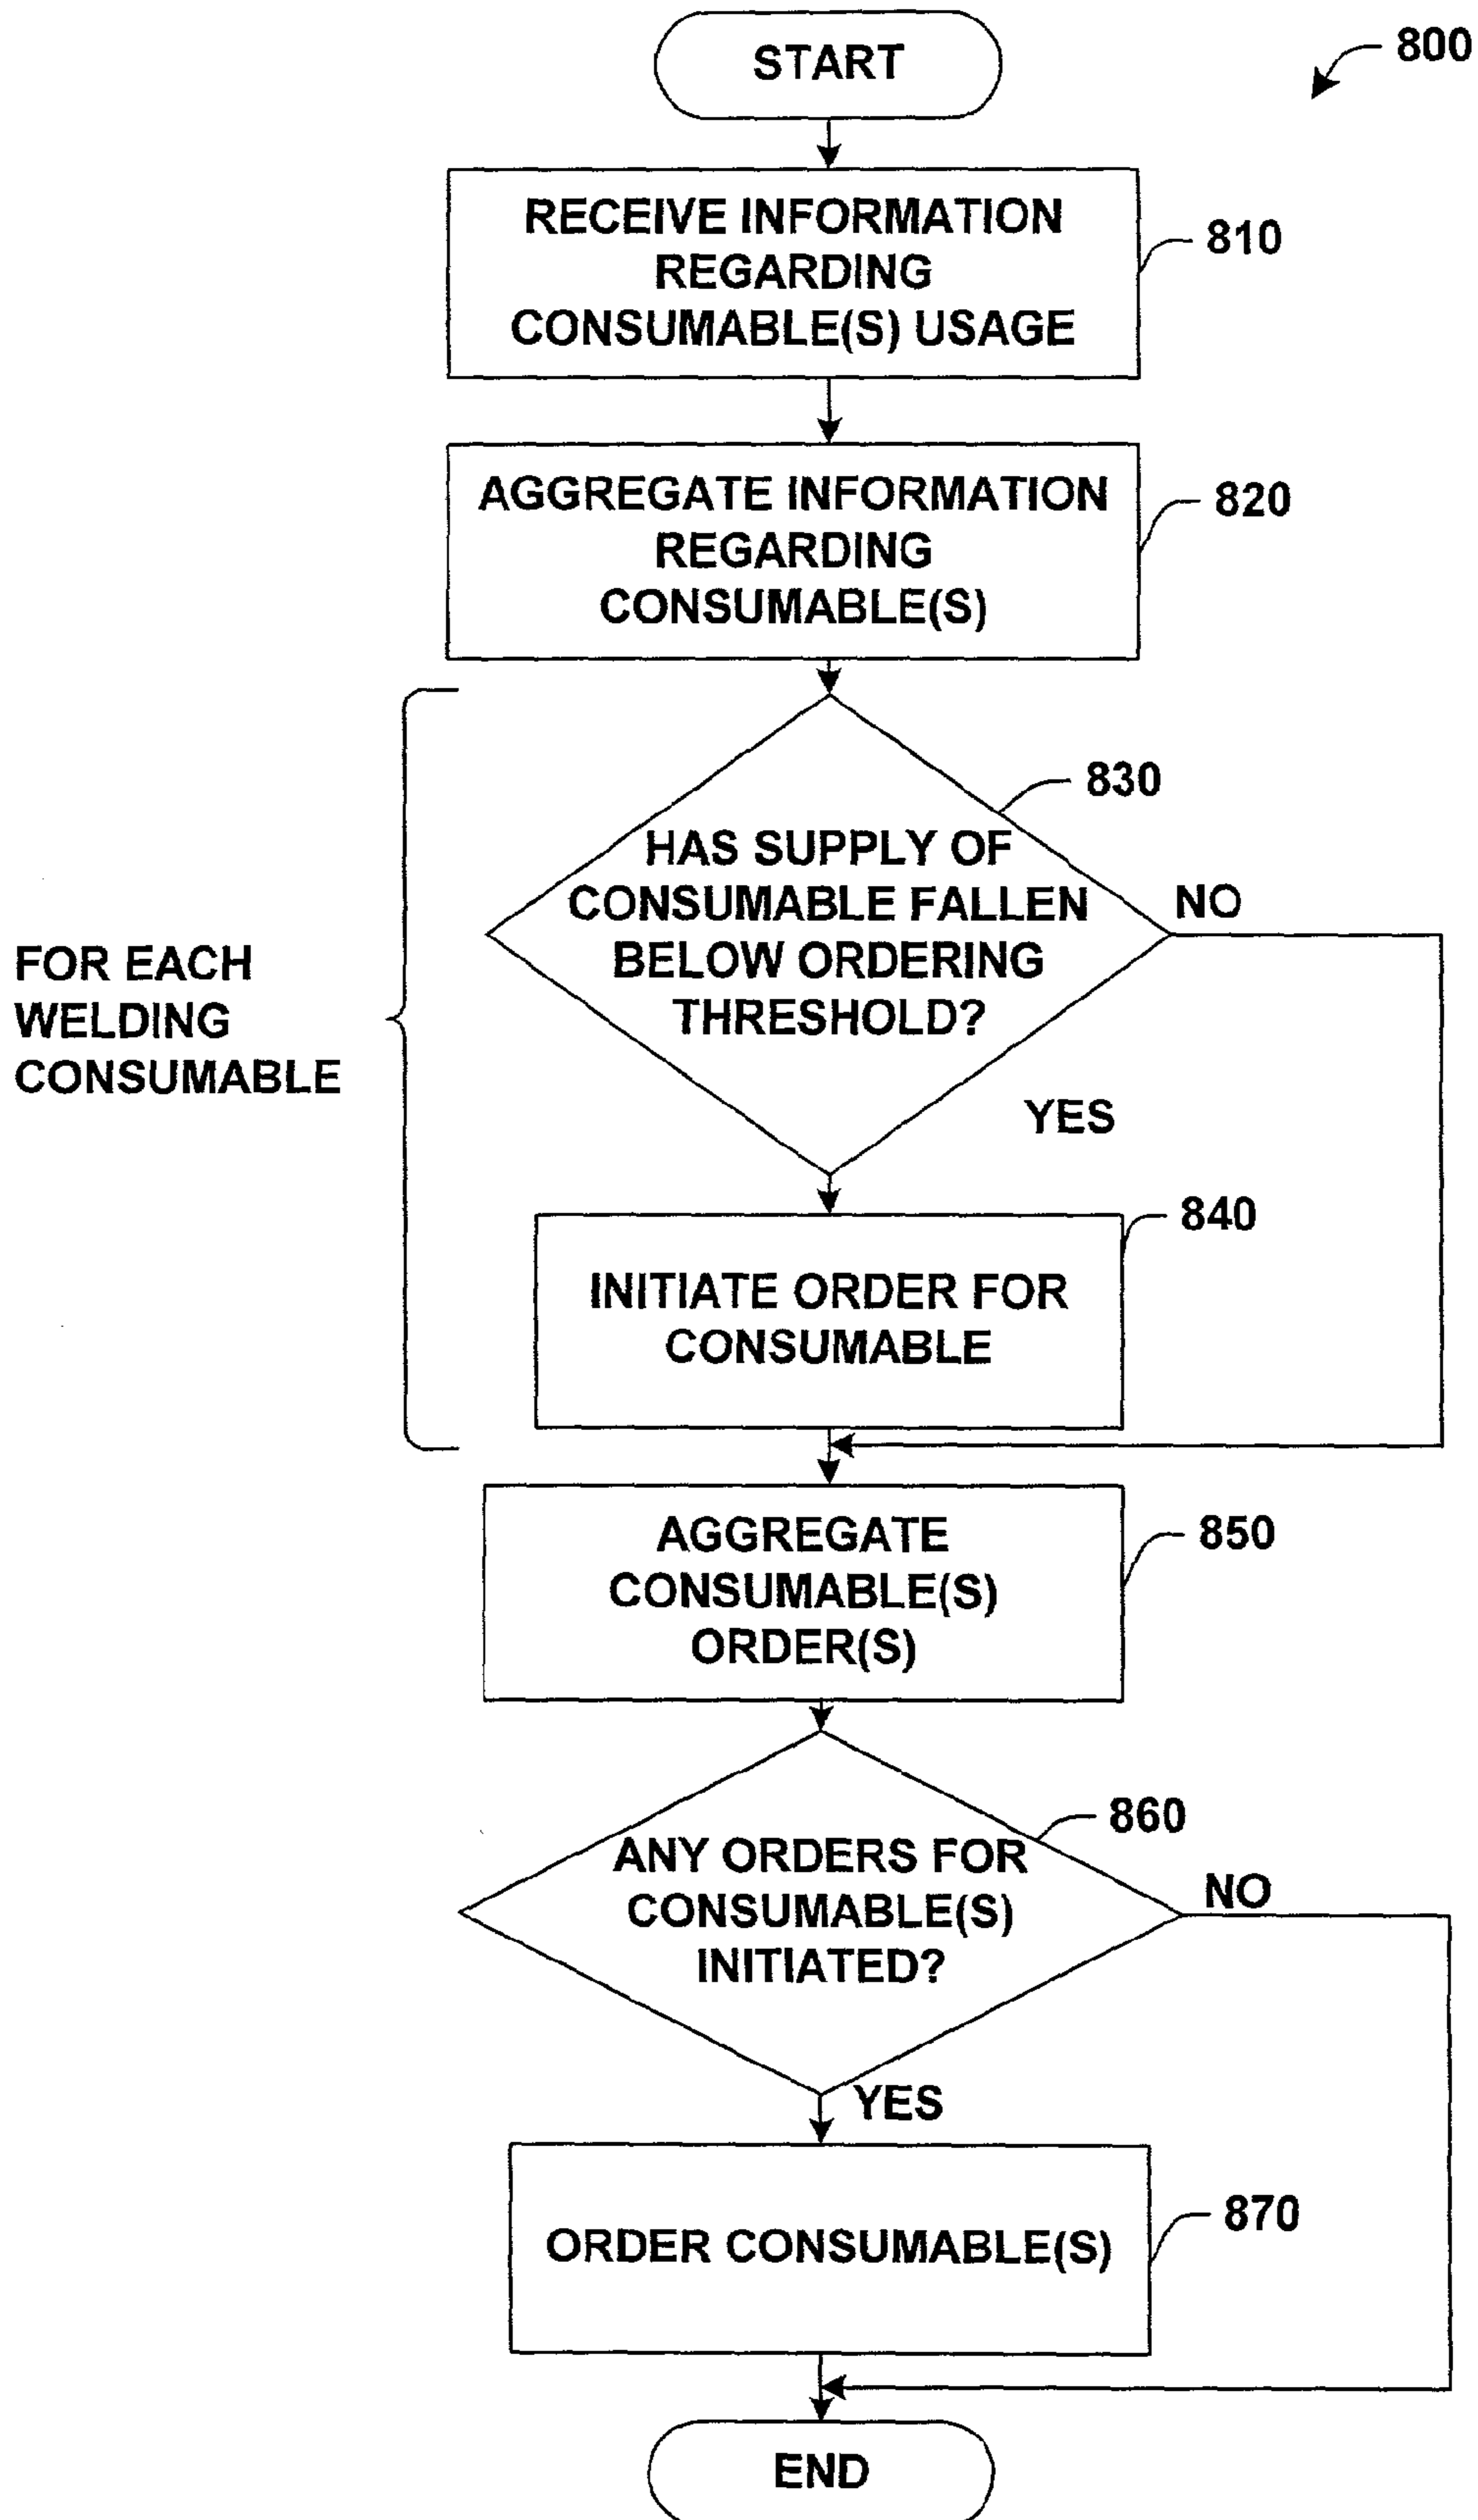 START
800
RECEIVE INFORMATION
REGARDING
CONSUMABLE(S) USAGE
810
AGGREGATE INFORMATION
REGARDING
CONSUMABLE(S)
820
830
HAS SUPPLY OF
CONSUMABLE FALLEN
BELOW ORDERING
THRESHOLD?
NO
FOR EACH
WELDING
CONSUMABLE
YES
840
INITIATE ORDER FOR
CONSUMABLE
AGGREGATE
CONSUMABLE(S)
ORDER(S)
850
860
ANY ORDERS FOR
CONSUMABLE(S)
INITIATED?
NO
YES
ORDER CONSUMABLE(S)
870
END